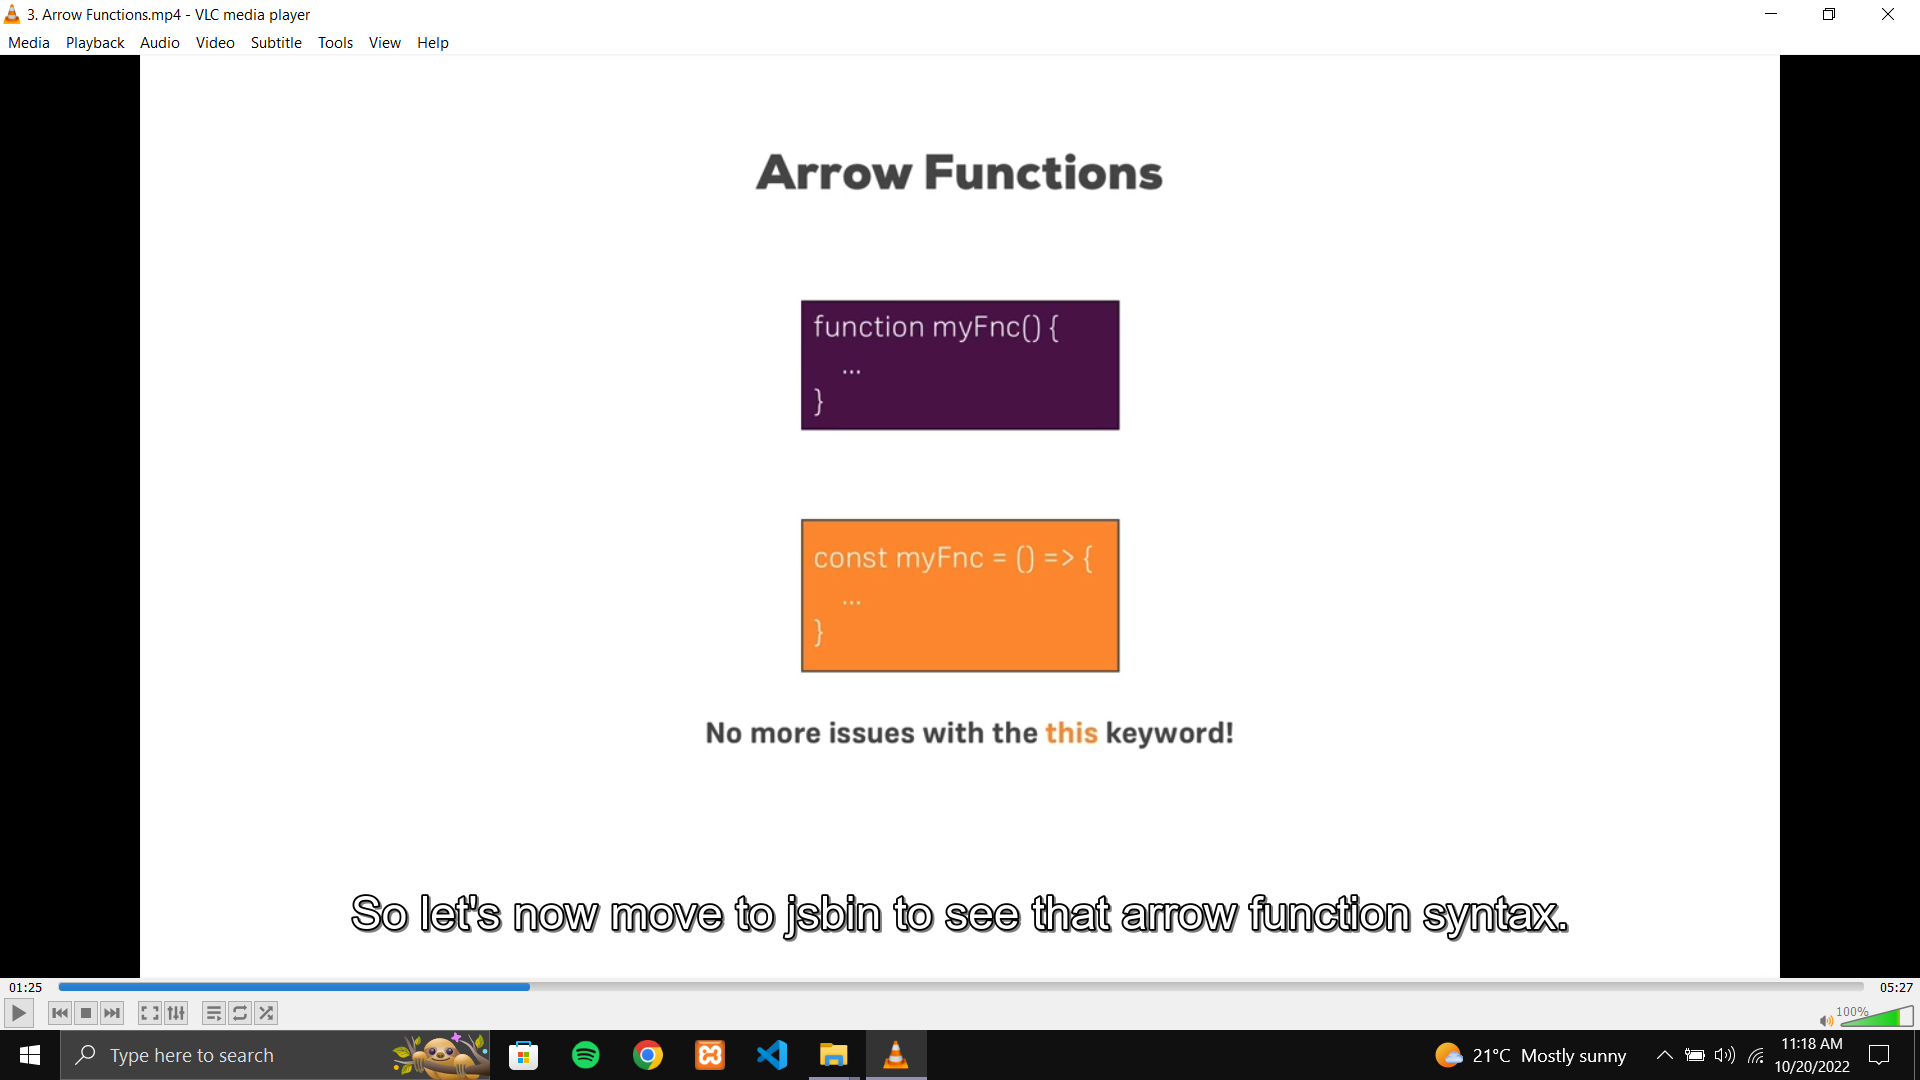 3. Arrow Functions.mp4 - VLC media player
Media Playback Audio Video Subtitle Tools View Help
Arrow Functions
function myFnc() {
...
}
const myFnc = () => {
...
}
No more issues with the this keyword!
So let's now move to jsbin to see that arrow function syntax.
01:25
05:27
100%
Type here to search
21°C Mostly sunny
11:18 AM
10/20/2022